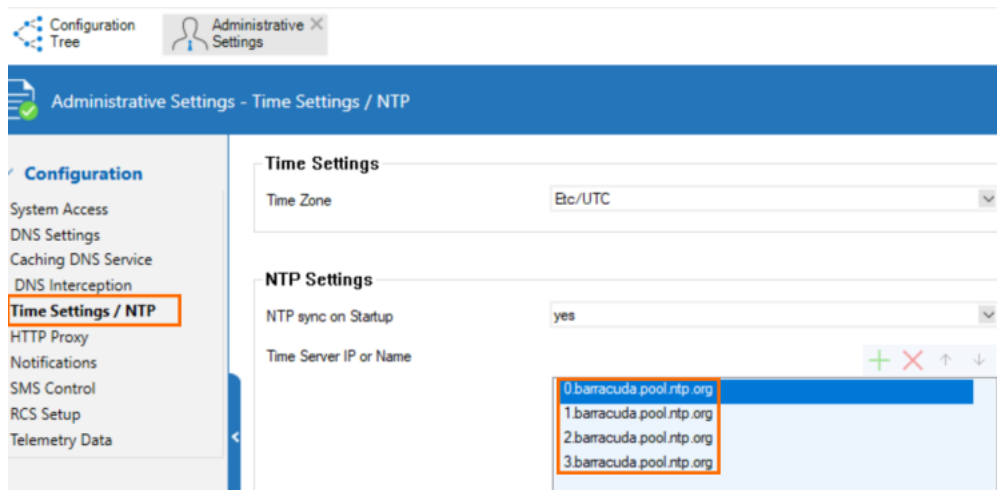 Configuration
Tree
Administrative
Settings
Administrative Settings - Time Settings / NTP
Configuration
System Access
DNS Settings
Caching DNS Service
DNS Interception
Time Settings / NTP
HTTP Proxy
Notifications
SMS Control
RCS Setup
Telemetry Data
Time Settings
Time Zone
Etc/UTC
NTP Settings
NTP sync on Startup
yes
Time Server IP or Name
0.barracuda.pool.ntp.org
1.barracuda.pool.ntp.org
2.barracuda.pool.ntp.org
3.barracuda.pool.ntp.org